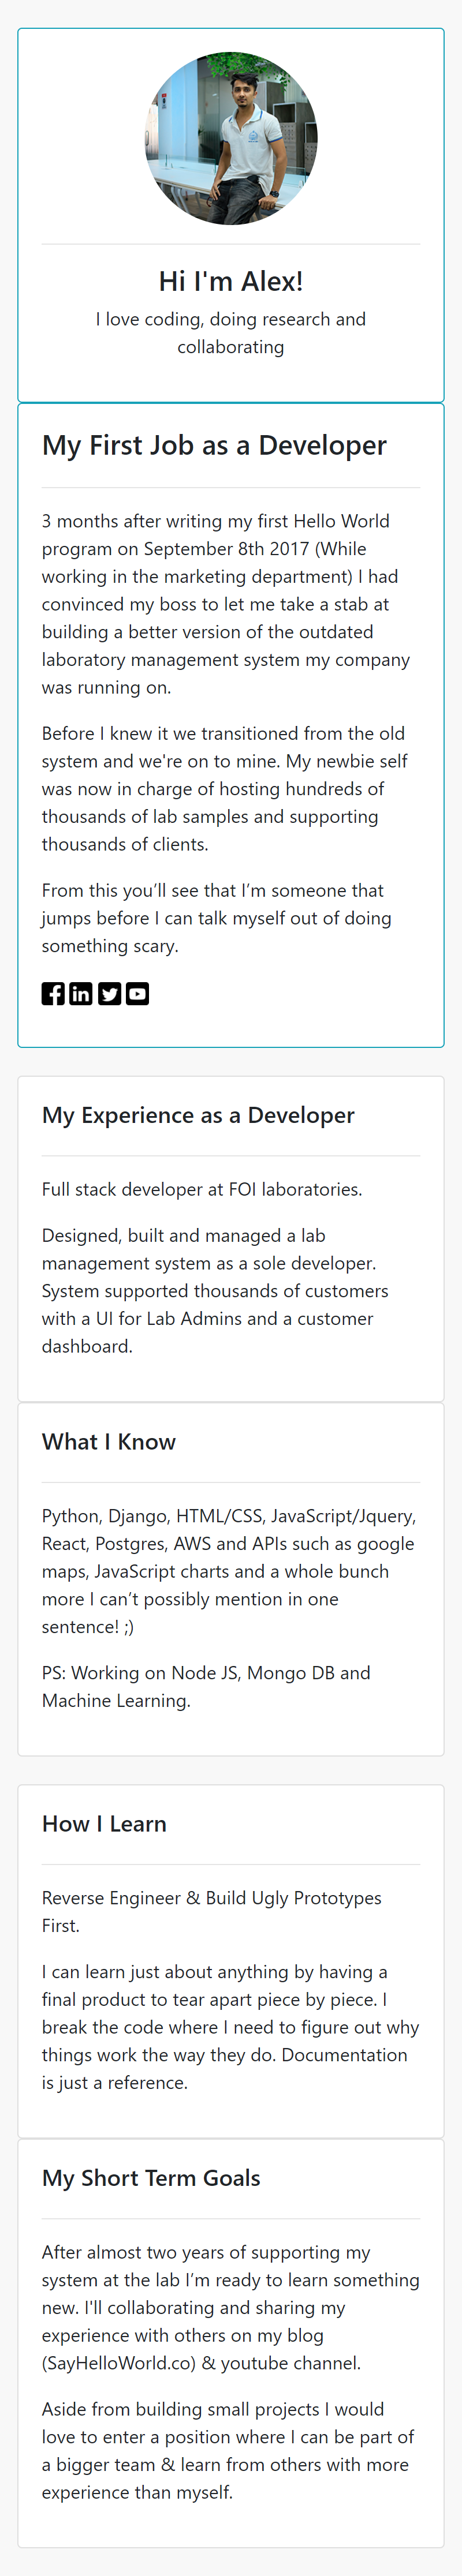 Hi I'm Alex!
I love coding, doing research and
collaborating
My First Job as a Developer
3 months after writing my first Hello World
program on September 8th 2017 (While
working in the marketing department) I had
convinced my boss to let me take a stab at
building a better version of the outdated
laboratory management system my company
was running on.
Before I knew it we transitioned from the old
system and we're on to mine. My newbie self
was now in charge of hosting hundreds of
thousands of lab samples and supporting
thousands of clients.
From this you’ll see that I’m someone that
jumps before I can talk myself out of doing
something scary.
My Experience as a Developer
Full stack developer at FOI laboratories.
Designed, built and managed a lab
management system as a sole developer.
System supported thousands of customers
with a UI for Lab Admins and a customer
dashboard.
What I Know
Python, Django, HTML/CSS, JavaScript/Jquery,
React, Postgres, AWS and APIs such as google
maps, JavaScript charts and a whole bunch
more I can’t possibly mention in one
sentence! ;)
PS: Working on Node JS, Mongo DB and
Machine Learning.
How I Learn
Reverse Engineer & Build Ugly Prototypes
First.
I can learn just about anything by having a
final product to tear apart piece by piece. I
break the code where I need to figure out why
things work the way they do. Documentation
is just a reference.
My Short Term Goals
After almost two years of supporting my
system at the lab I’m ready to learn something
new. I'll collaborating and sharing my
experience with others on my blog
(SayHelloWorld.co) & youtube channel.
Aside from building small projects I would
love to enter a position where I can be part of
a bigger team & learn from others with more
experience than myself.